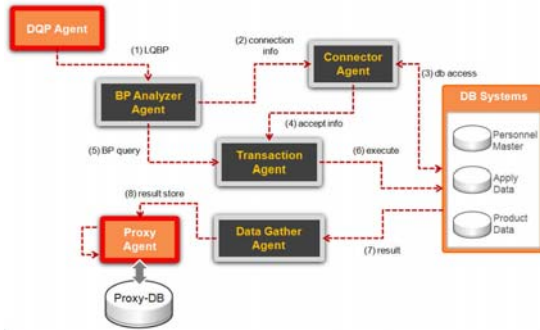 DQP Agent
(1) LQBP
(2) connection
info
Connector
Agent
(3) db access
BP Analyzer
Agent
DB Systems
Personnel
Master
(4) accept info
(5) BP query
Transaction
Agent
(6) execute
Apply
Data
(8) result store
Proxy
Agent
Data Gather
Agent
Product
Data
(7) result
Proxy-DB